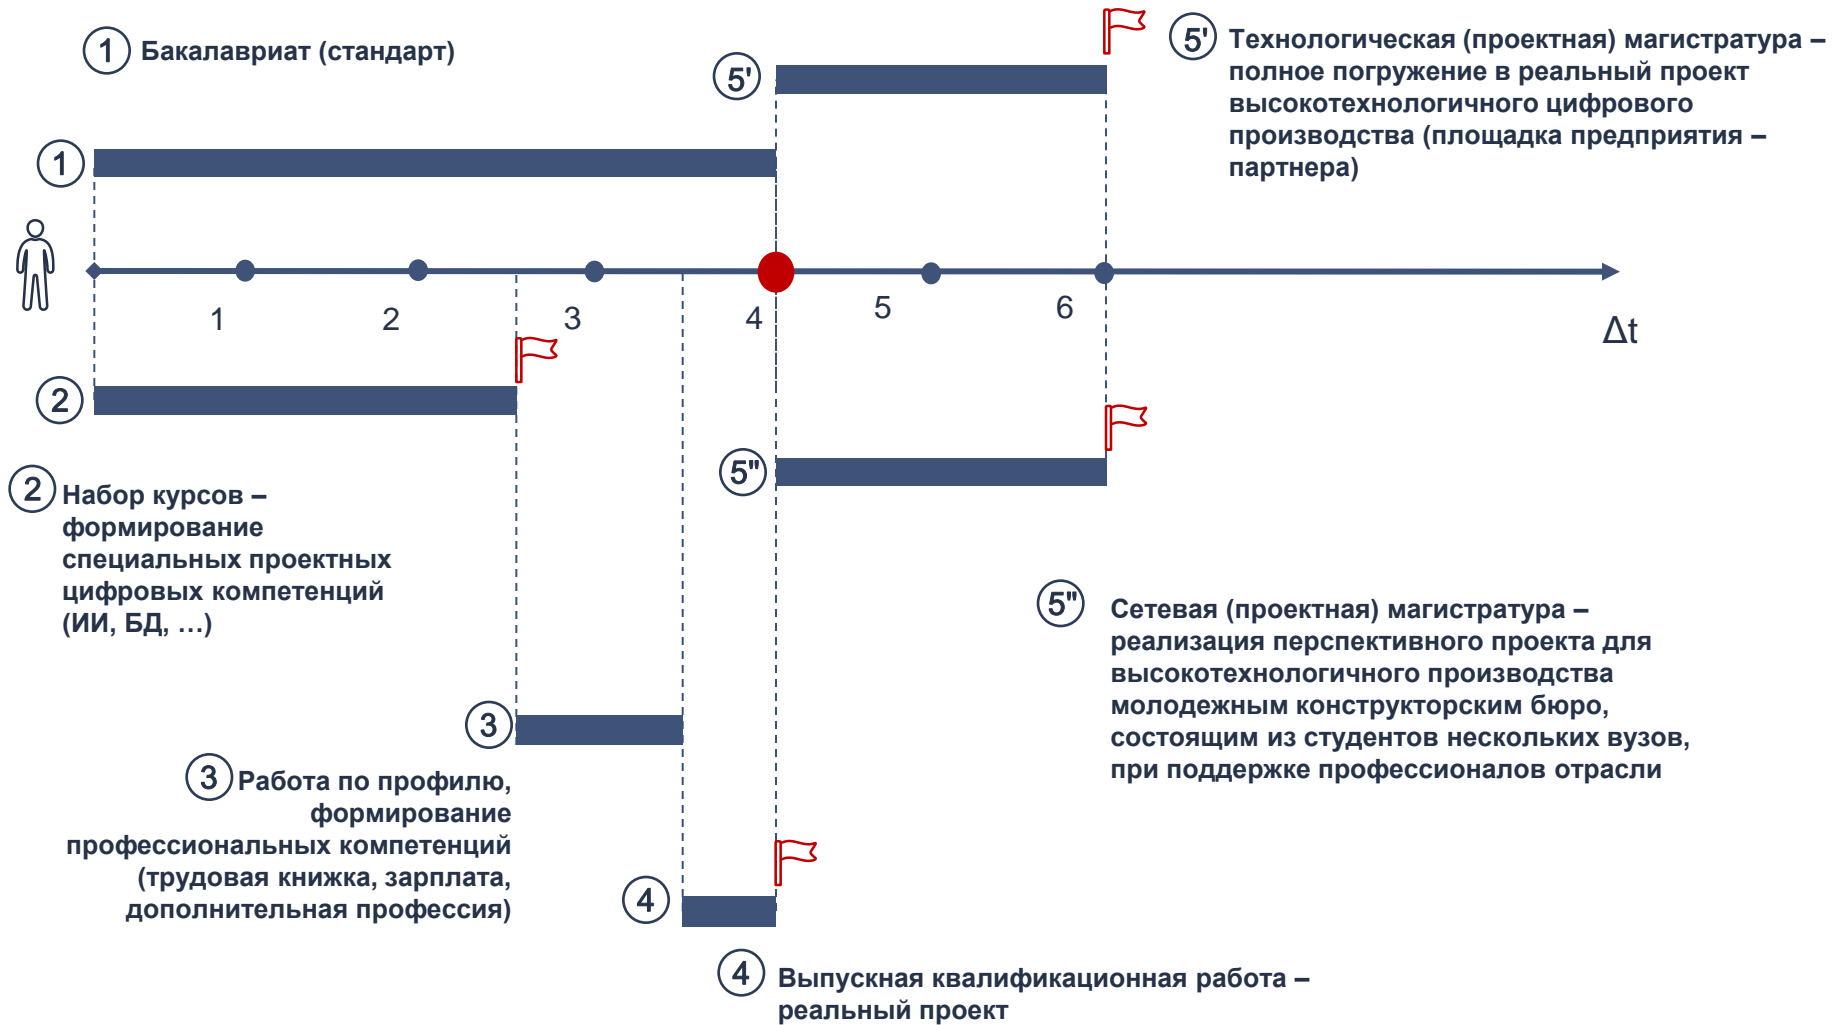 1 Бакалавриат (стандарт)
5' Технологическая (проектная) магистратура –
полное погружение в реальный проект
высокотехнологичного цифрового
производства (площадка предприятия –
партнера)
5'
1
1 2 3 4 5 6
Δt
2
5"
2 Набор курсов –
формирование
специальных проектных
цифровых компетенций
(ИИ, БД, …)
5" Сетевая (проектная) магистратура –
реализация перспективного проекта для
высокотехнологичного производства
молодежным конструкторским бюро,
состоящим из студентов нескольких вузов,
при поддержке профессионалов отрасли
3
3 Работа по профилю,
формирование
профессиональных компетенций
(трудовая книжка, зарплата,
дополнительная профессия)
4
4 Выпускная квалификационная работа –
реальный проект